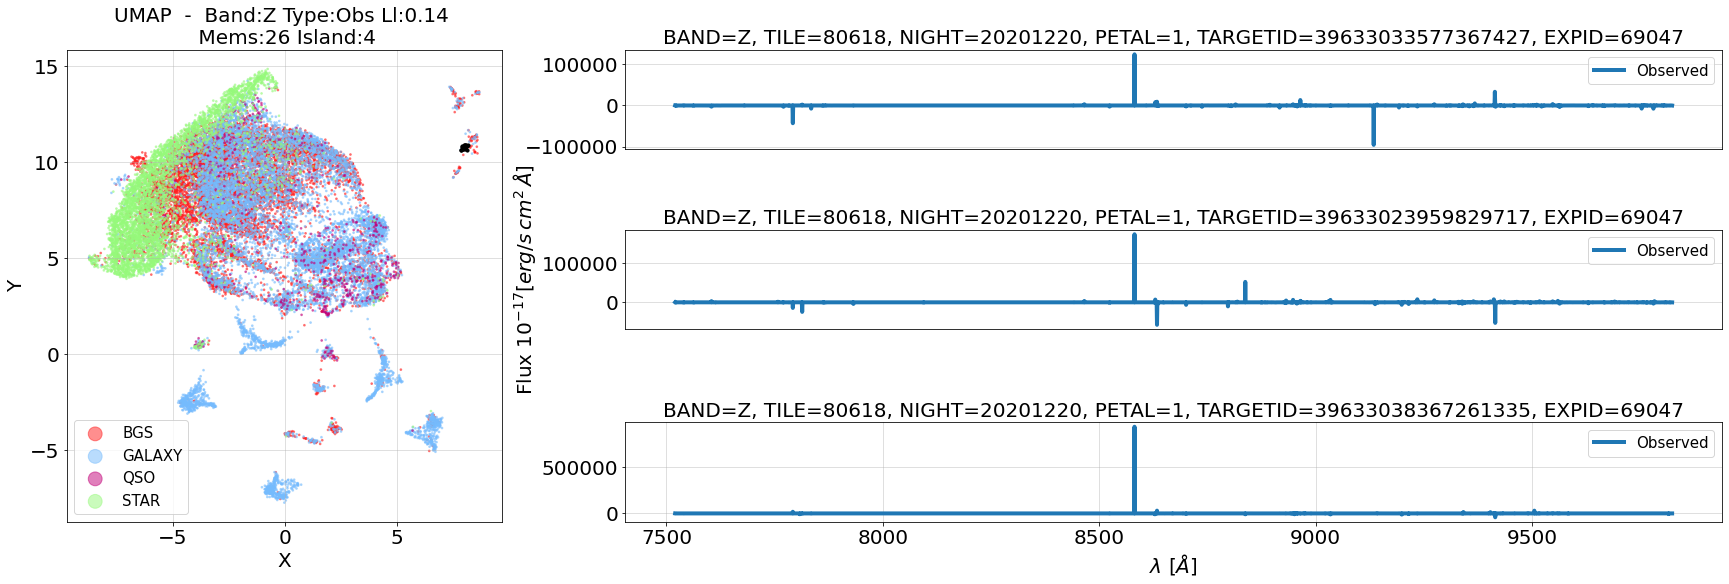 UMAP - Band:Z Type:Obs Ll:0.14
Mems:26 Island:4
15
10
5
0
−5
Y
BGS
GALAXY
QSO
STAR
−5
0
5
X
Flux 10⁻¹⁷[erg/s cm² Å]
BAND=Z, TILE=80618, NIGHT=20201220, PETAL=1, TARGETID=39633033577367427, EXPID=69047
100000
0
−100000
Observed
BAND=Z, TILE=80618, NIGHT=20201220, PETAL=1, TARGETID=39633023959829717, EXPID=69047
100000
0
Observed
BAND=Z, TILE=80618, NIGHT=20201220, PETAL=1, TARGETID=39633038367261335, EXPID=69047
500000
0
Observed
7500
8000
8500
9000
9500
λ [Å]